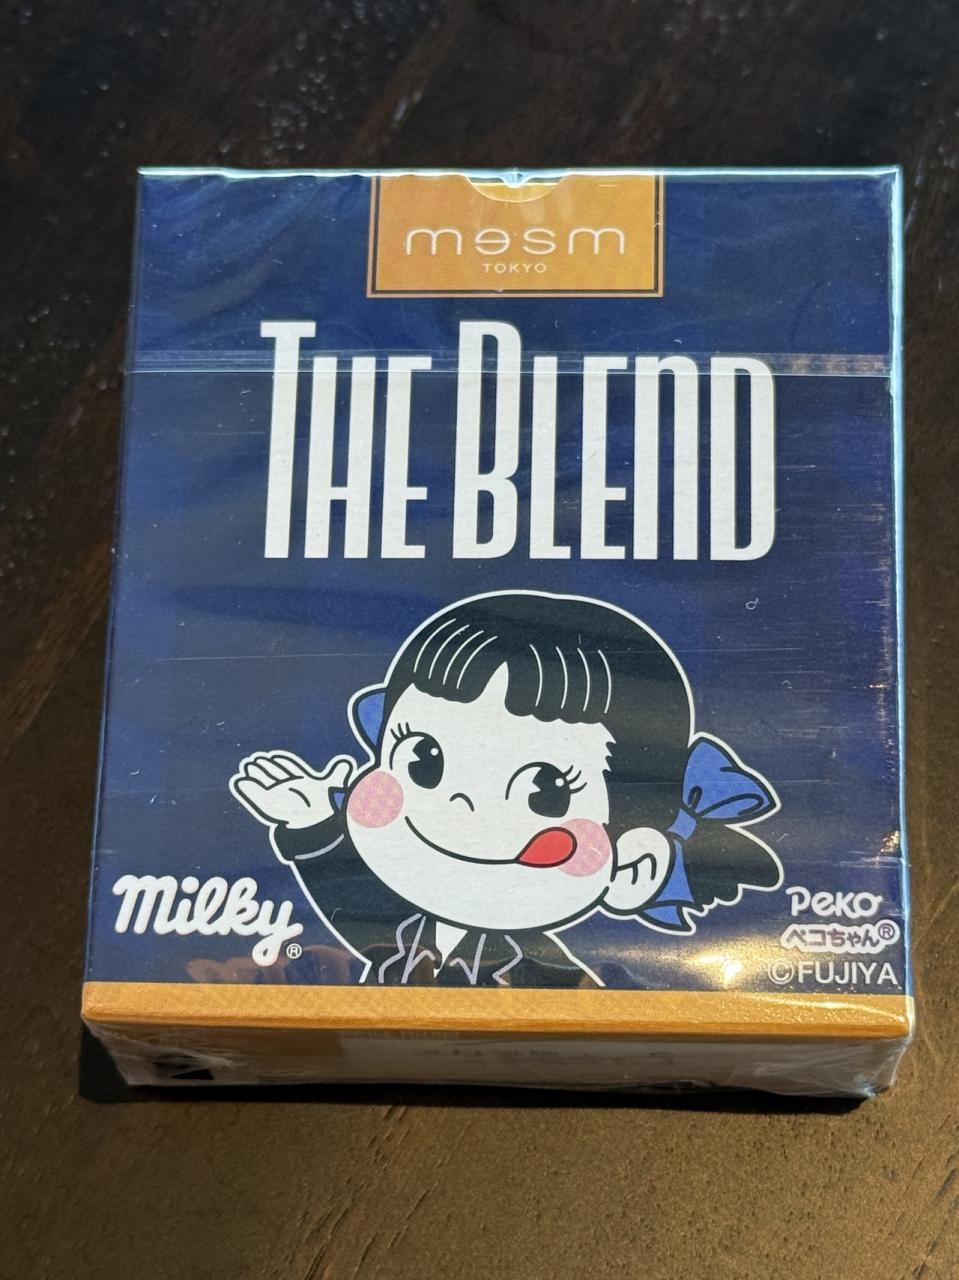 mesm
TOKYO
THE BLEND
Milky®
Peko
ペコちゃん®
©FUJIYA